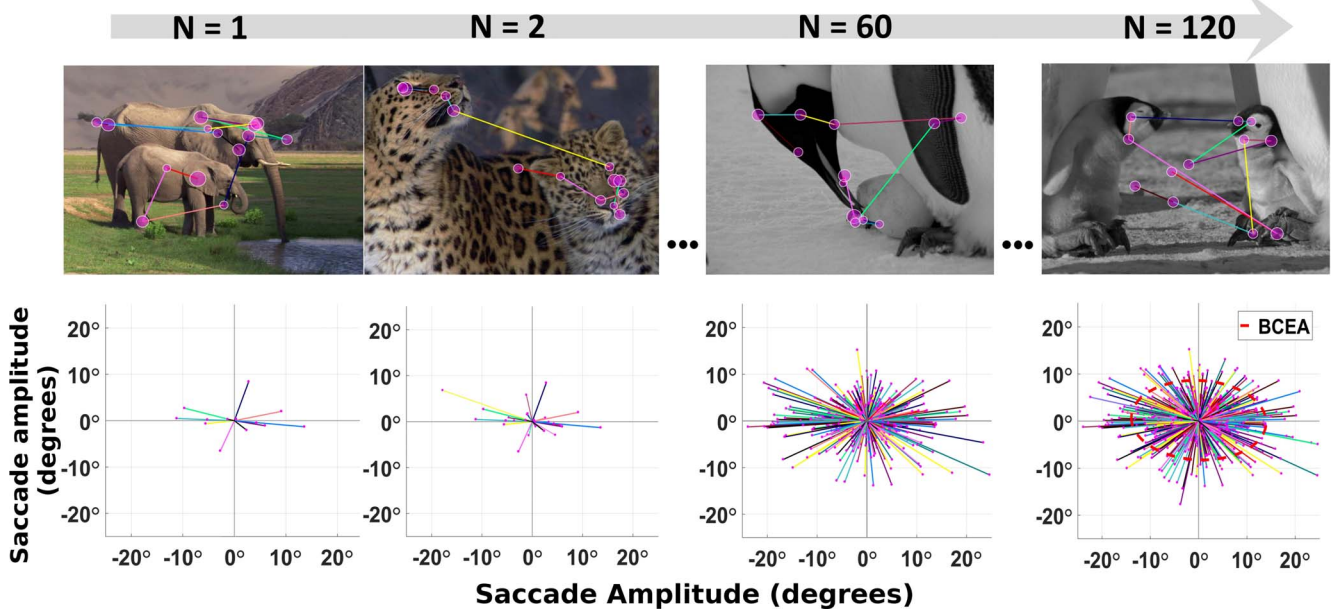 N = 1 N = 2 N = 60 N = 120
••• •••
Saccade amplitude
(degrees)
20° 20° 20° 20° BCEA
10° 10° 10° 10°
0° 0° 0° 0°
-10° -10° -10° -10°
-20° -20° -20° -20°
-20° -10° 0° 10° 20° -20° -10° 0° 10° 20° -20° -10° 0° 10° 20° -20° -10° 0° 10° 20°
Saccade Amplitude (degrees)